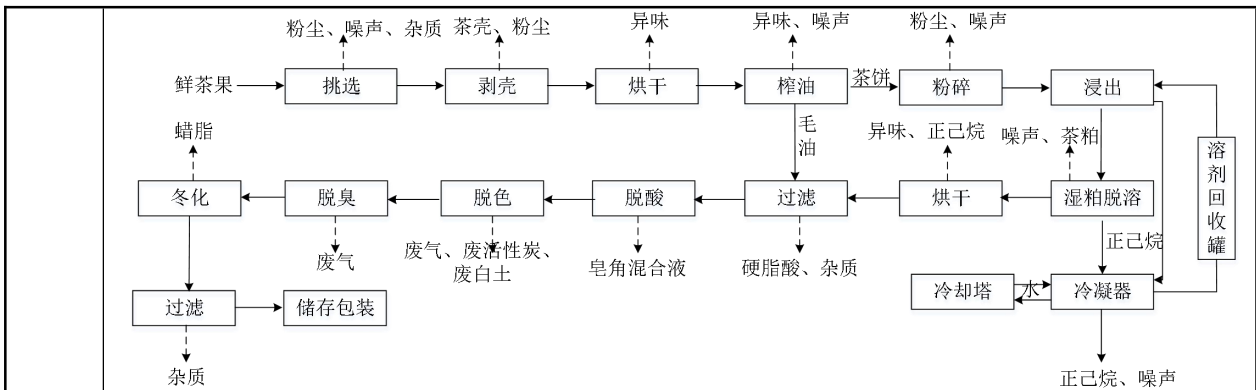 粉尘、噪声、杂质
茶壳、粉尘
异味
异味、噪声
粉尘、噪声
鲜茶果
挑选
剥壳
烘干
榨油
茶饼
粉碎
浸出
蜡脂
毛油
异味、正己烷
噪声、茶粕
溶剂回收罐
冬化
脱臭
脱色
脱酸
过滤
烘干
湿粕脱溶
废气
废气、废活性炭、
废白土
皂角混合液
硬脂酸、杂质
正己烷
过滤
储存包装
冷却塔
水
冷凝器
杂质
正己烷、噪声